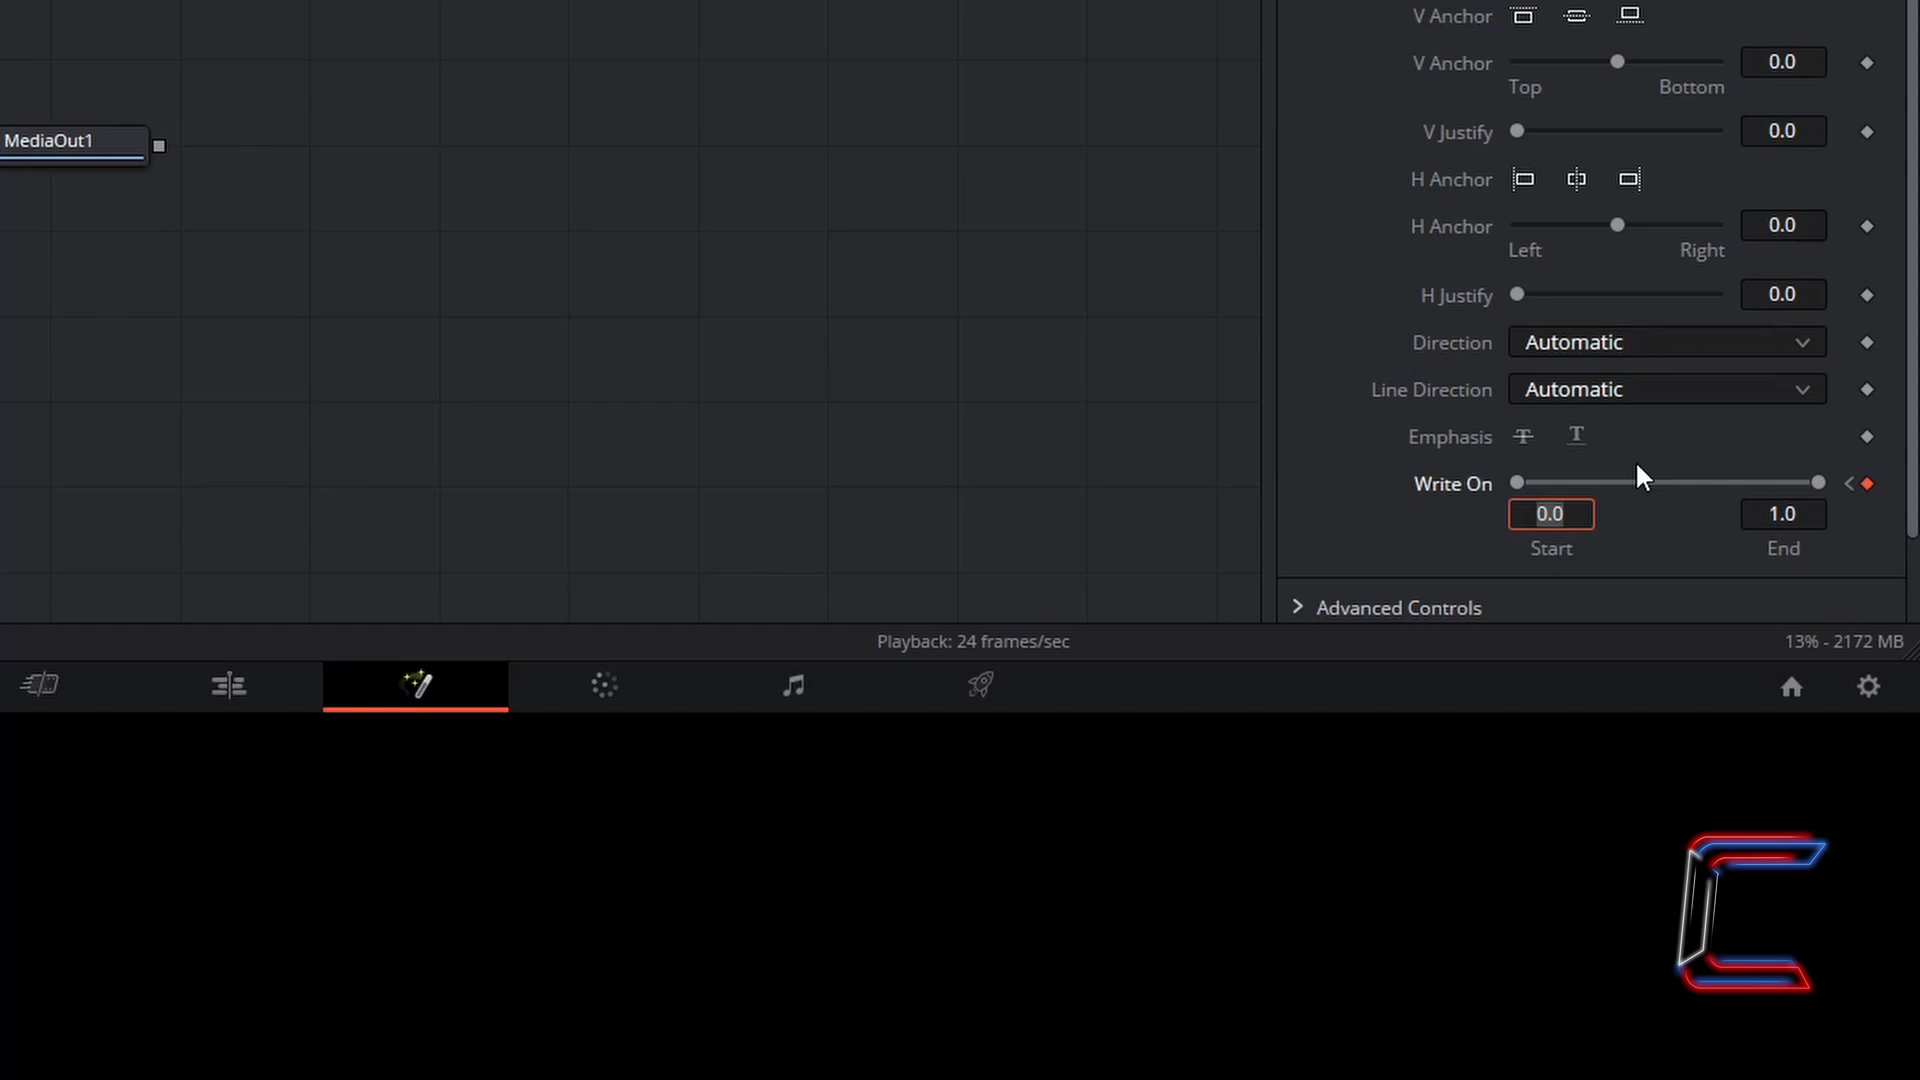 V Anchor
V Anchor 0.0
Top Bottom
MediaOut1
V Justify 0.0
H Anchor
H Anchor 0.0
Left Right
H Justify 0.0
Direction Automatic
Line Direction Automatic
Emphasis T T
Write On
0.0 1.0
Start End
Advanced Controls
Playback: 24 frames/sec 13% - 2172 MB
C